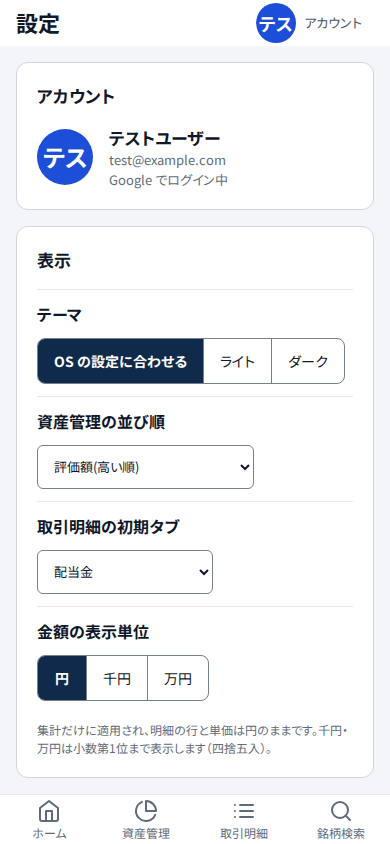 設定
テス アカウント
アカウント
テス
テストユーザー
test@example.com
Google でログイン中
表示
テーマ
OS の設定に合わせる ライト ダーク
資産管理の並び順
評価額(高い順)
取引明細の初期タブ
配当金
金額の表示単位
円 千円 万円
集計だけに適用され、明細の行と単価は円のままです。千円・
万円は小数第1位まで表示します(四捨五入)。
ホーム 資産管理 取引明細 銘柄検索